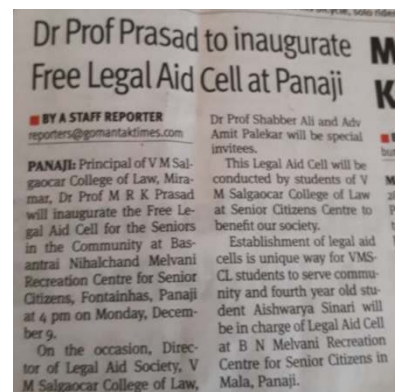 Dr Prof Prasad to inaugurate
Free Legal Aid Cell at Panaji
BY A STAFF REPORTER
reporters@gomantaktimes.com
PANAJI: Principal of V M Sal-
gaocar College of Law, Mira-
mar, Dr Prof M R K Prasad
will inaugurate the Free Le-
gal Aid Cell for the Seniors
in the Community at Bas-
antrai Nihalchand Melvani
Recreation Centre for Senior
Citizens, Fontainhas, Panaji
at 4 pm on Monday, Decem-
ber 9.
On the occasion, Direc-
tor of Legal Aid Society, V
M Salgaocar College of Law,
Dr Prof Shabber Ali and Adv
Amit Palekar will be special
invitees.
This Legal Aid Cell will be
conducted by students of V
M Salgaocar College of Law
at Senior Citizens Centre to
benefit our society.
Establishment of legal aid
cells is unique way for VMS-
CL students to serve commu-
nity and fourth year old stu-
dent Aishwarya Sinari will
be in charge of Legal Aid Cell
at B N Melvani Recreation
Centre for Senior Citizens in
Mala, Panaji.